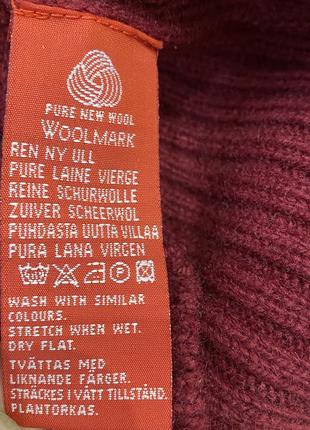 PURE NEW WOOL
WOOLMARK
REN NY ULL
PURE LAINE VIERGE
REINE SCHURWOLLE
ZUIVER SCHEERWOL
PUHDASTA UUTTA VILLAA
PURA LANA VIRGEN
WASH WITH SIMILAR
COLOURS.
STRETCH WHEN WET.
DRY FLAT.
TVÄTTAS MED
LIKNANDE FÄRGER.
STRÄCKES I VÅTT TILLSTÅND.
PLANTORKAS.